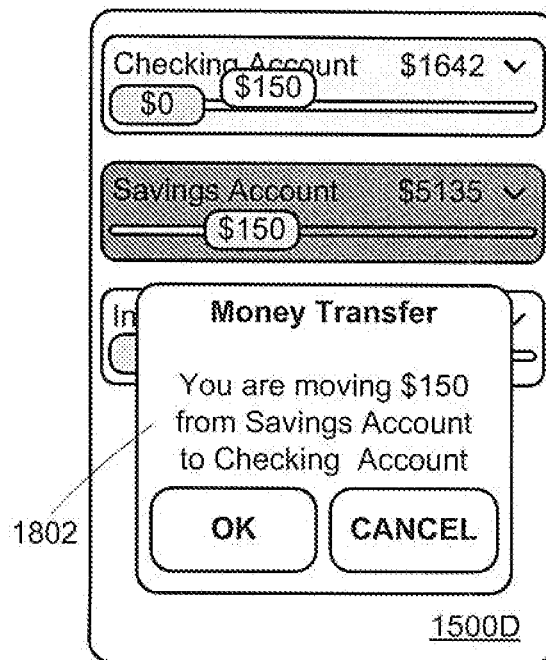 Checking Account $1642
$150
$0
Savings Account $5135
$150
In
Money Transfer
You are moving $150
from Savings Account
to Checking Account
1802
OK CANCEL
1500D